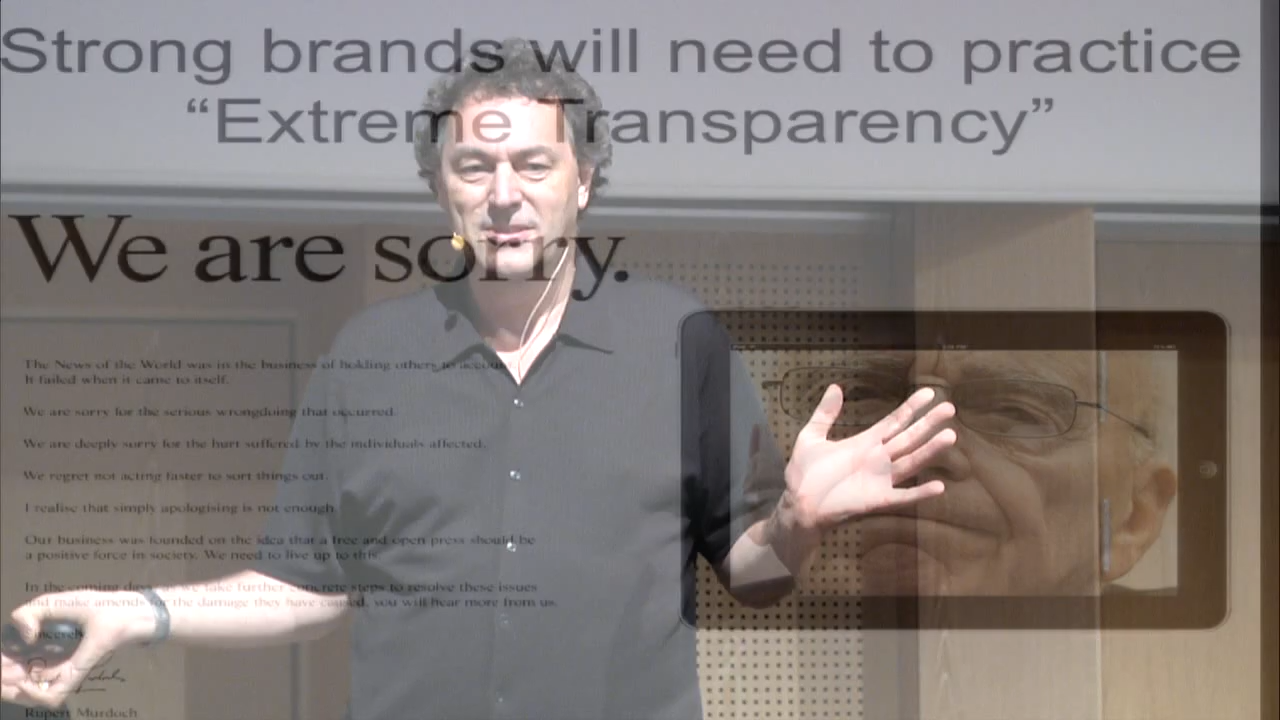 Strong brands will need to practice
“Extreme Transparency”
We are sorry.
The News of the World was in the business of holding others to account.
It failed when it came to itself.
We are sorry for the serious wrongdoing that occurred.
We are deeply sorry for the hurt suffered by the individuals affected.
We regret not acting faster to sort things out.
I realise that simply apologising is not enough.
Our business was founded on the idea that a free and open press should be
a positive force in society. We need to live up to this.
In the coming days, as we take further concrete steps to resolve these issues
and make amends for the damage they have caused, you will hear more from us.
Sincerely,
Rupert Murdoch